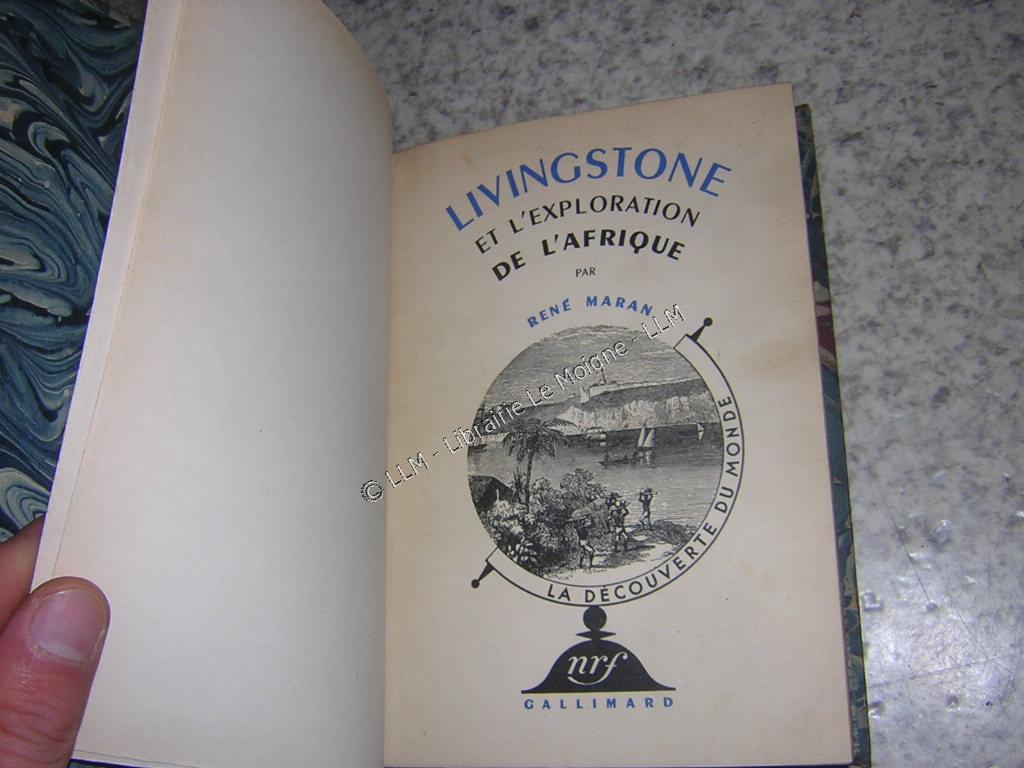 LIVINGSTONE
ET L'EXPLORATION
DE L'AFRIQUE
PAR
RENÉ MARAN
© LLM - Librairie Le Moigne - LLM
LA DÉCOUVERTE DU MONDE
nrf
GALLIMARD